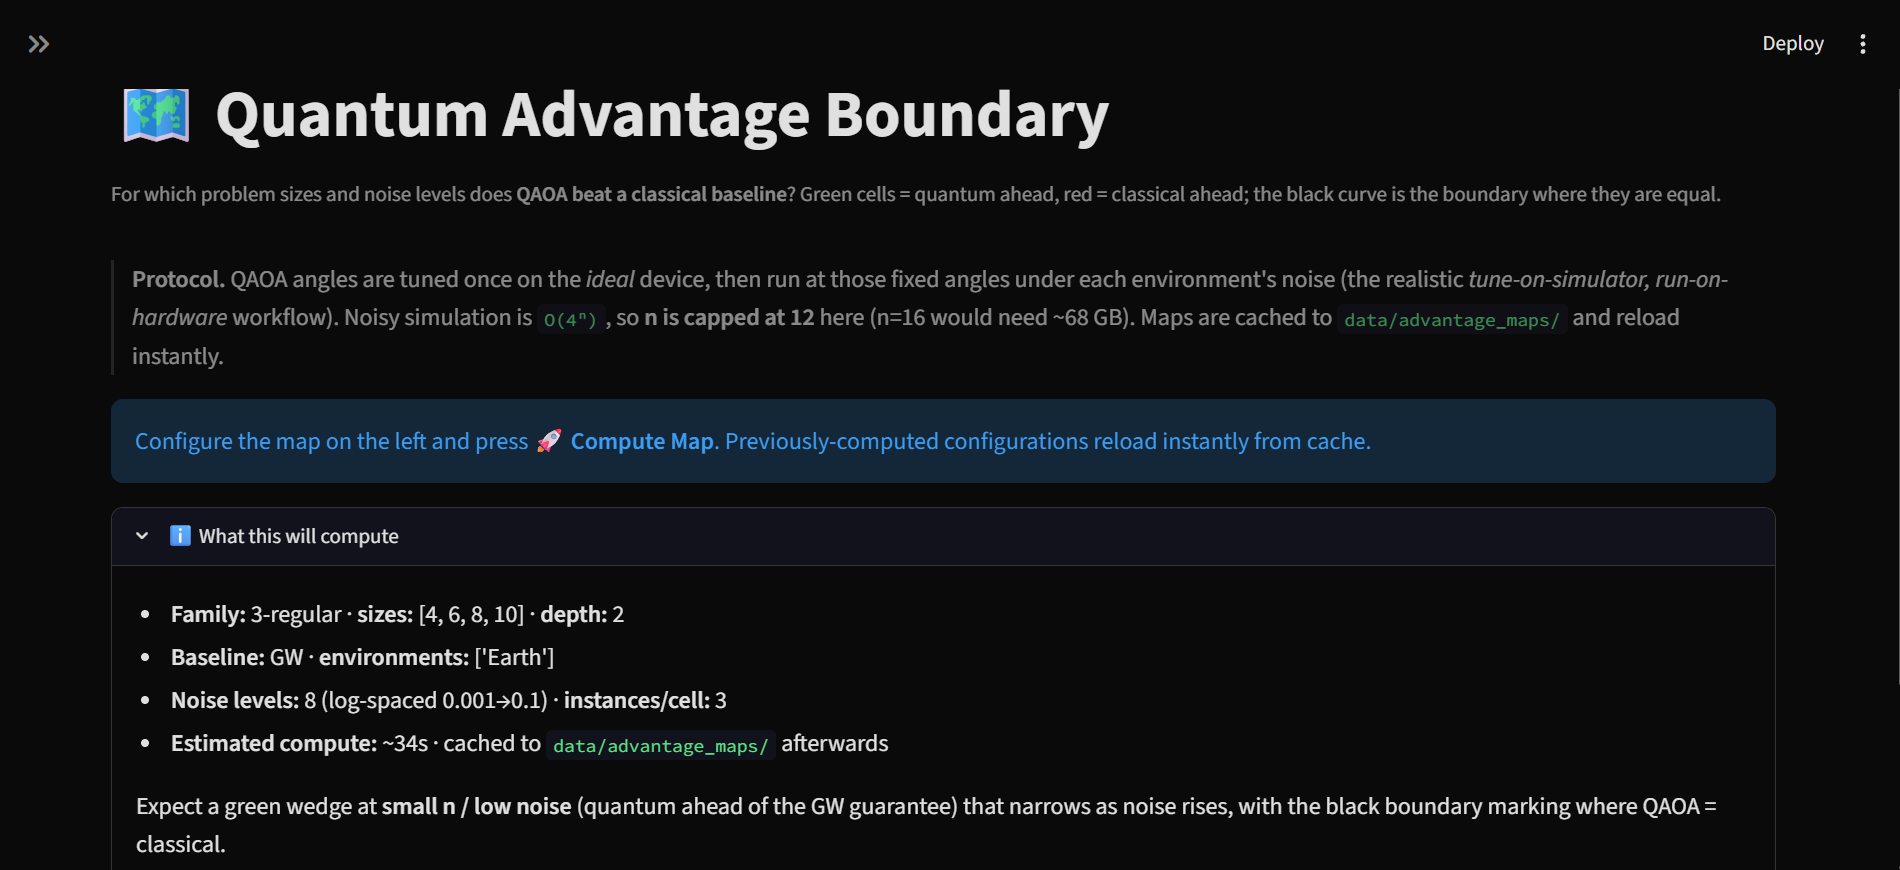 Deploy
Quantum Advantage Boundary
For which problem sizes and noise levels does QAOA beat a classical baseline? Green cells = quantum ahead, red = classical ahead; the black curve is the boundary where they are equal.
Protocol. QAOA angles are tuned once on the ideal device, then run at those fixed angles under each environment's noise (the realistic tune-on-simulator, run-on-
hardware workflow). Noisy simulation is O(4ⁿ) , so n is capped at 12 here (n=16 would need ~68 GB). Maps are cached to data/advantage_maps/ and reload
instantly.
Configure the map on the left and press 🚀 Compute Map. Previously-computed configurations reload instantly from cache.
ℹ️ What this will compute
• Family: 3-regular · sizes: [4, 6, 8, 10] · depth: 2
• Baseline: GW · environments: ['Earth']
• Noise levels: 8 (log-spaced 0.001→0.1) · instances/cell: 3
• Estimated compute: ~34s · cached to data/advantage_maps/ afterwards
Expect a green wedge at small n / low noise (quantum ahead of the GW guarantee) that narrows as noise rises, with the black boundary marking where QAOA =
classical.